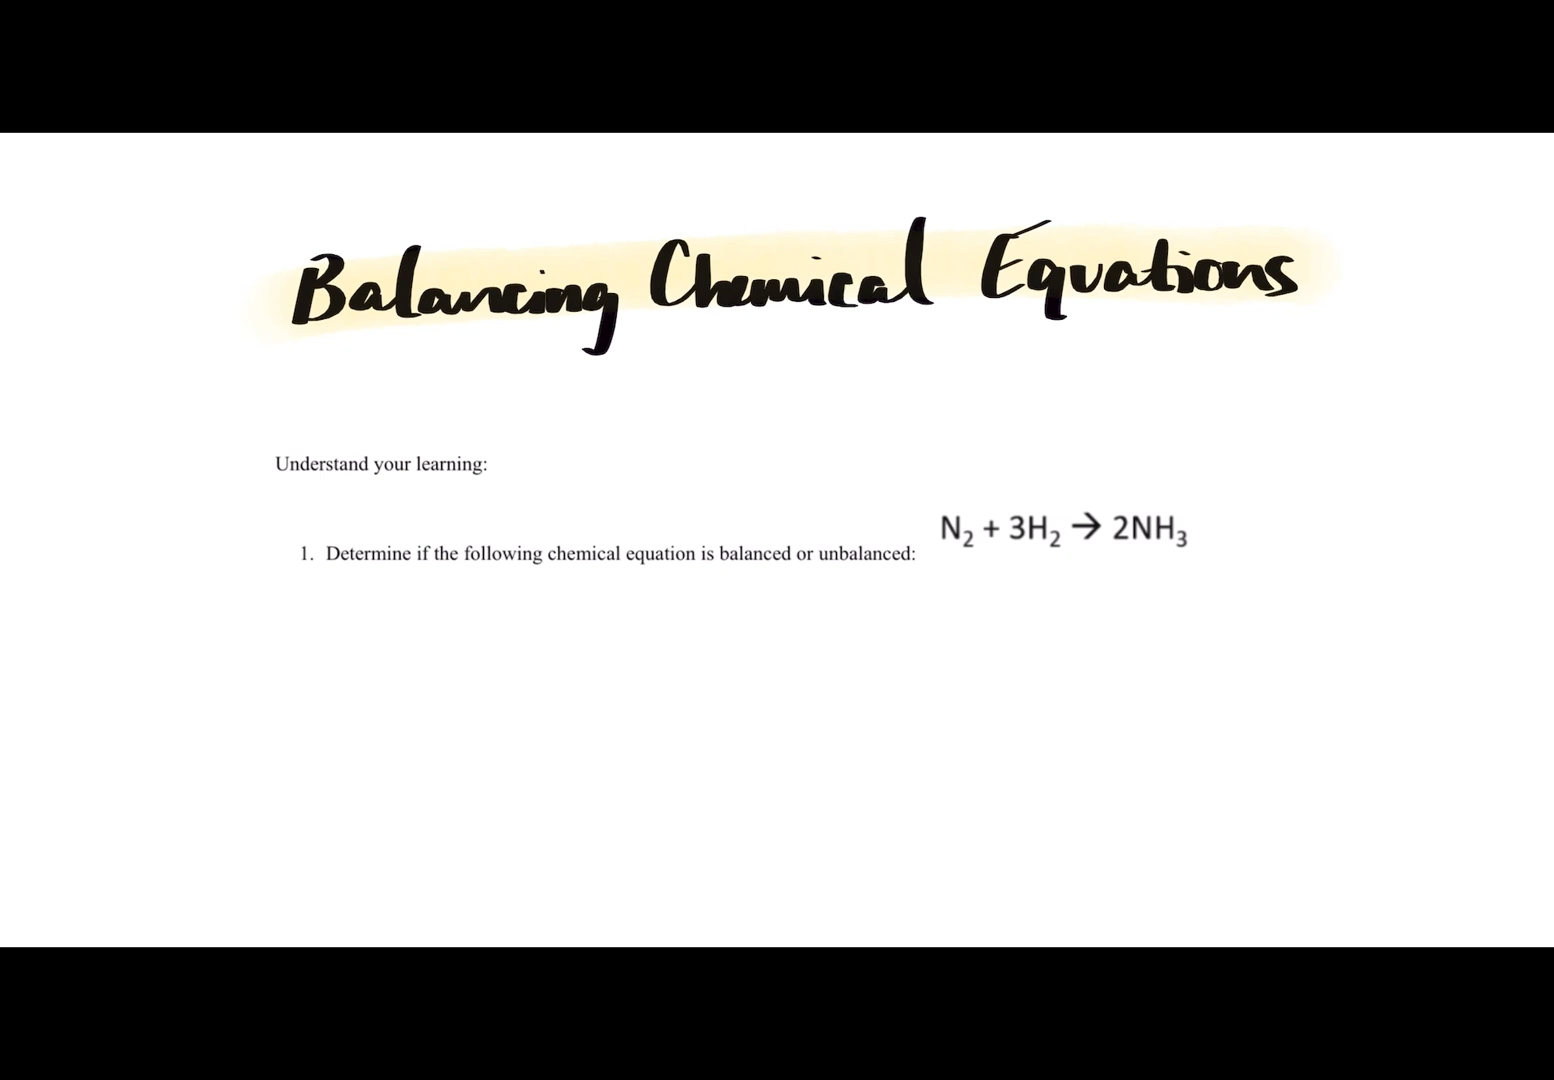 Balancing Chemical Equations
Understand your learning:
N₂ + 3H₂ → 2NH₃
1. Determine if the following chemical equation is balanced or unbalanced: